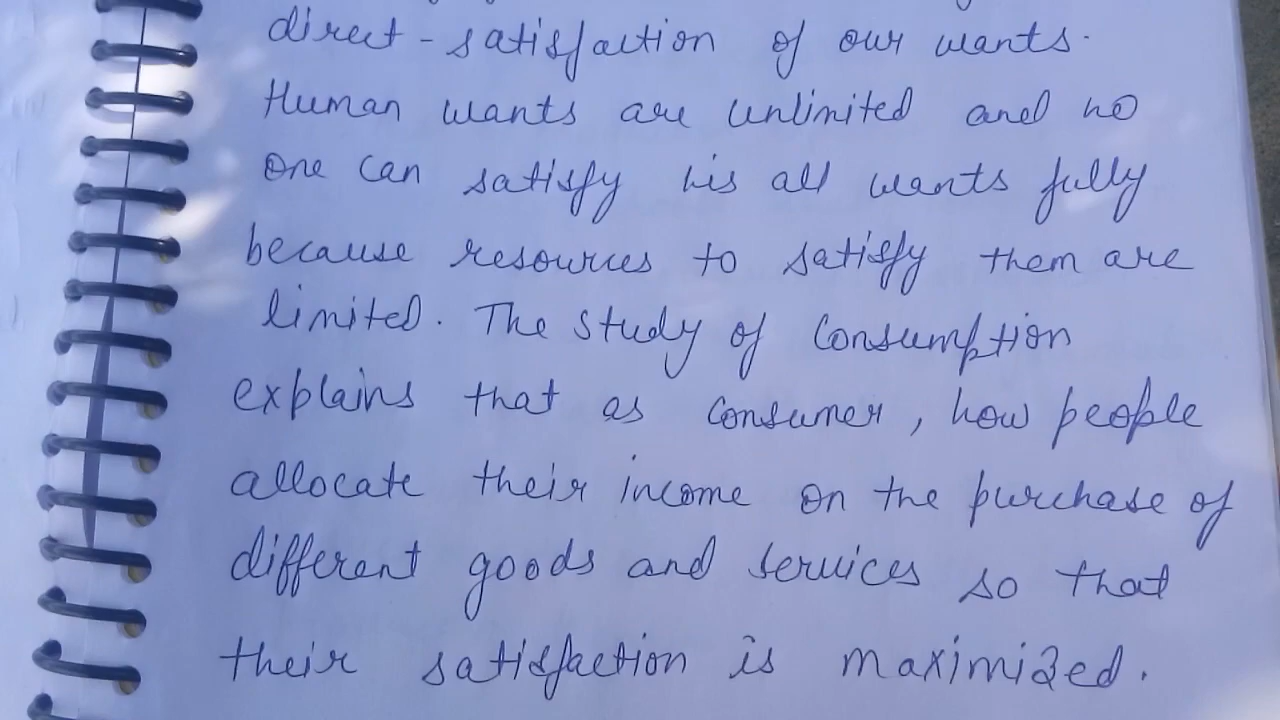 direct - satisfaction of our wants.
Human wants are unlimited and no
one can satisfy his all wants fully
because resources to satisfy them are
limited. The study of Consumption
explains that as consumer, how people
allocate their income on the purchase of
different goods and services so that
their satisfaction is maximized.